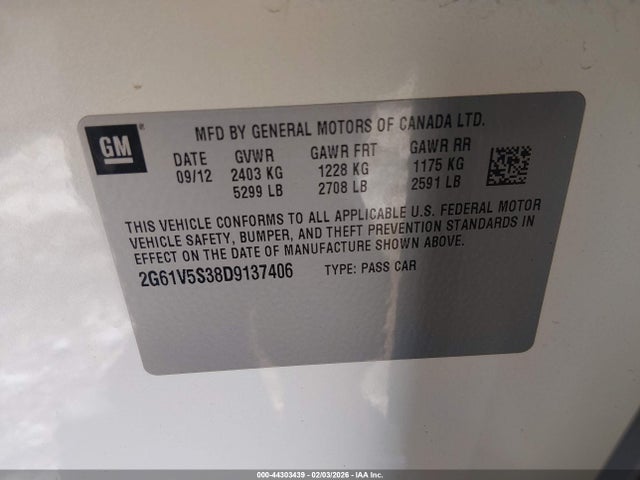 GM
MFD BY GENERAL MOTORS OF CANADA LTD.
DATE GVWR GAWR FRT GAWR RR
09/12 2403 KG 1228 KG 1175 KG
5299 LB 2708 LB 2591 LB
THIS VEHICLE CONFORMS TO ALL APPLICABLE U.S. FEDERAL MOTOR
VEHICLE SAFETY, BUMPER, AND THEFT PREVENTION STANDARDS IN
EFFECT ON THE DATE OF MANUFACTURE SHOWN ABOVE.
2G61V5S38D9137406 TYPE: PASS CAR
000-44303439 - 02/03/2026 - IAA Inc.